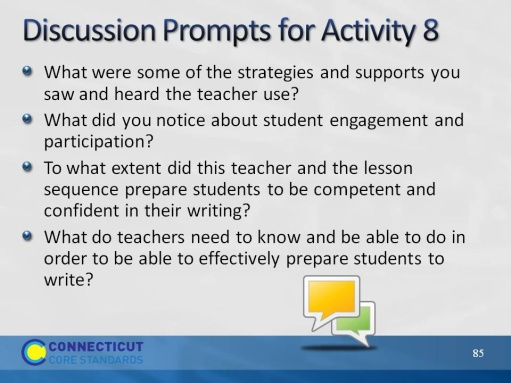 Discussion Prompts for Activity 8
What were some of the strategies and supports you
saw and heard the teacher use?
What did you notice about student engagement and
participation?
To what extent did this teacher and the lesson
sequence prepare students to be competent and
confident in their writing?
What do teachers need to know and be able to do in
order to be able to effectively prepare students to
write?
CONNECTICUT
CORE STANDARDS
85